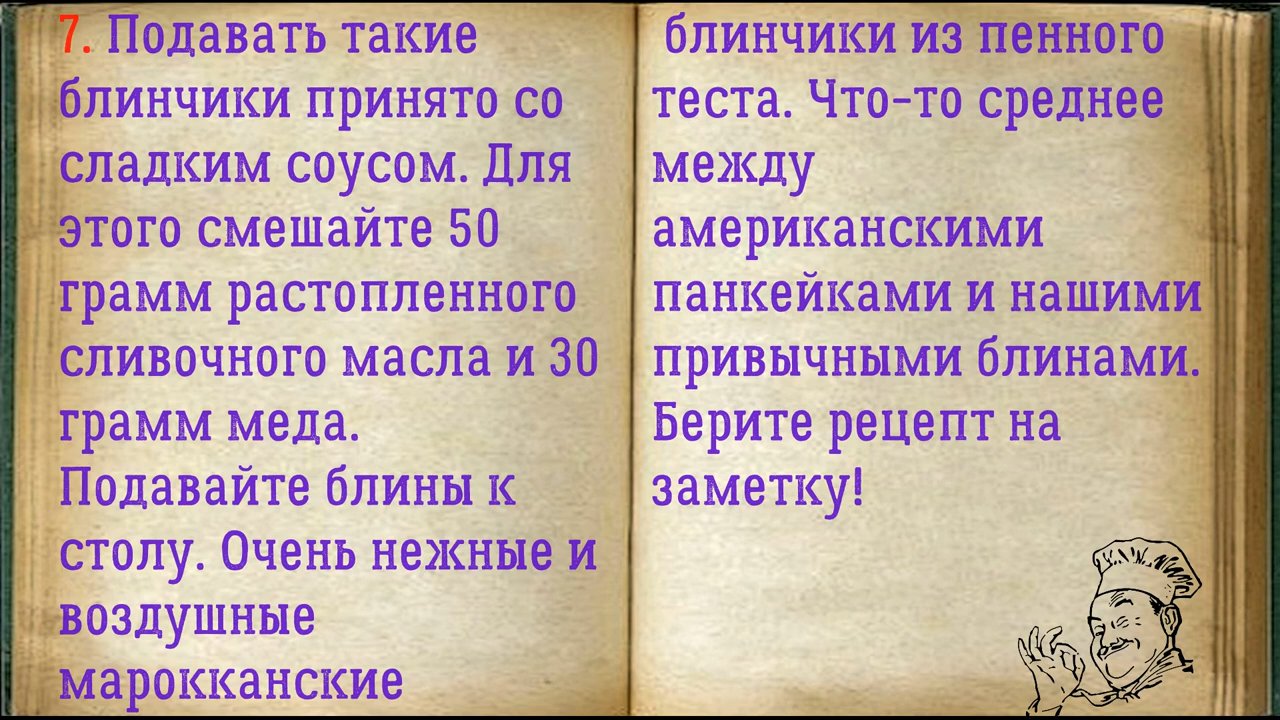 7. Подавать такие
блинчики принято со
сладким соусом. Для
этого смешайте 50
грамм растопленного
сливочного масла и 30
грамм меда.
Подавайте блины к
столу. Очень нежные и
воздушные
марокканские
блинчики из пенного
теста. Что-то среднее
между
американскими
панкейками и нашими
привычными блинами.
Берите рецепт на
заметку!